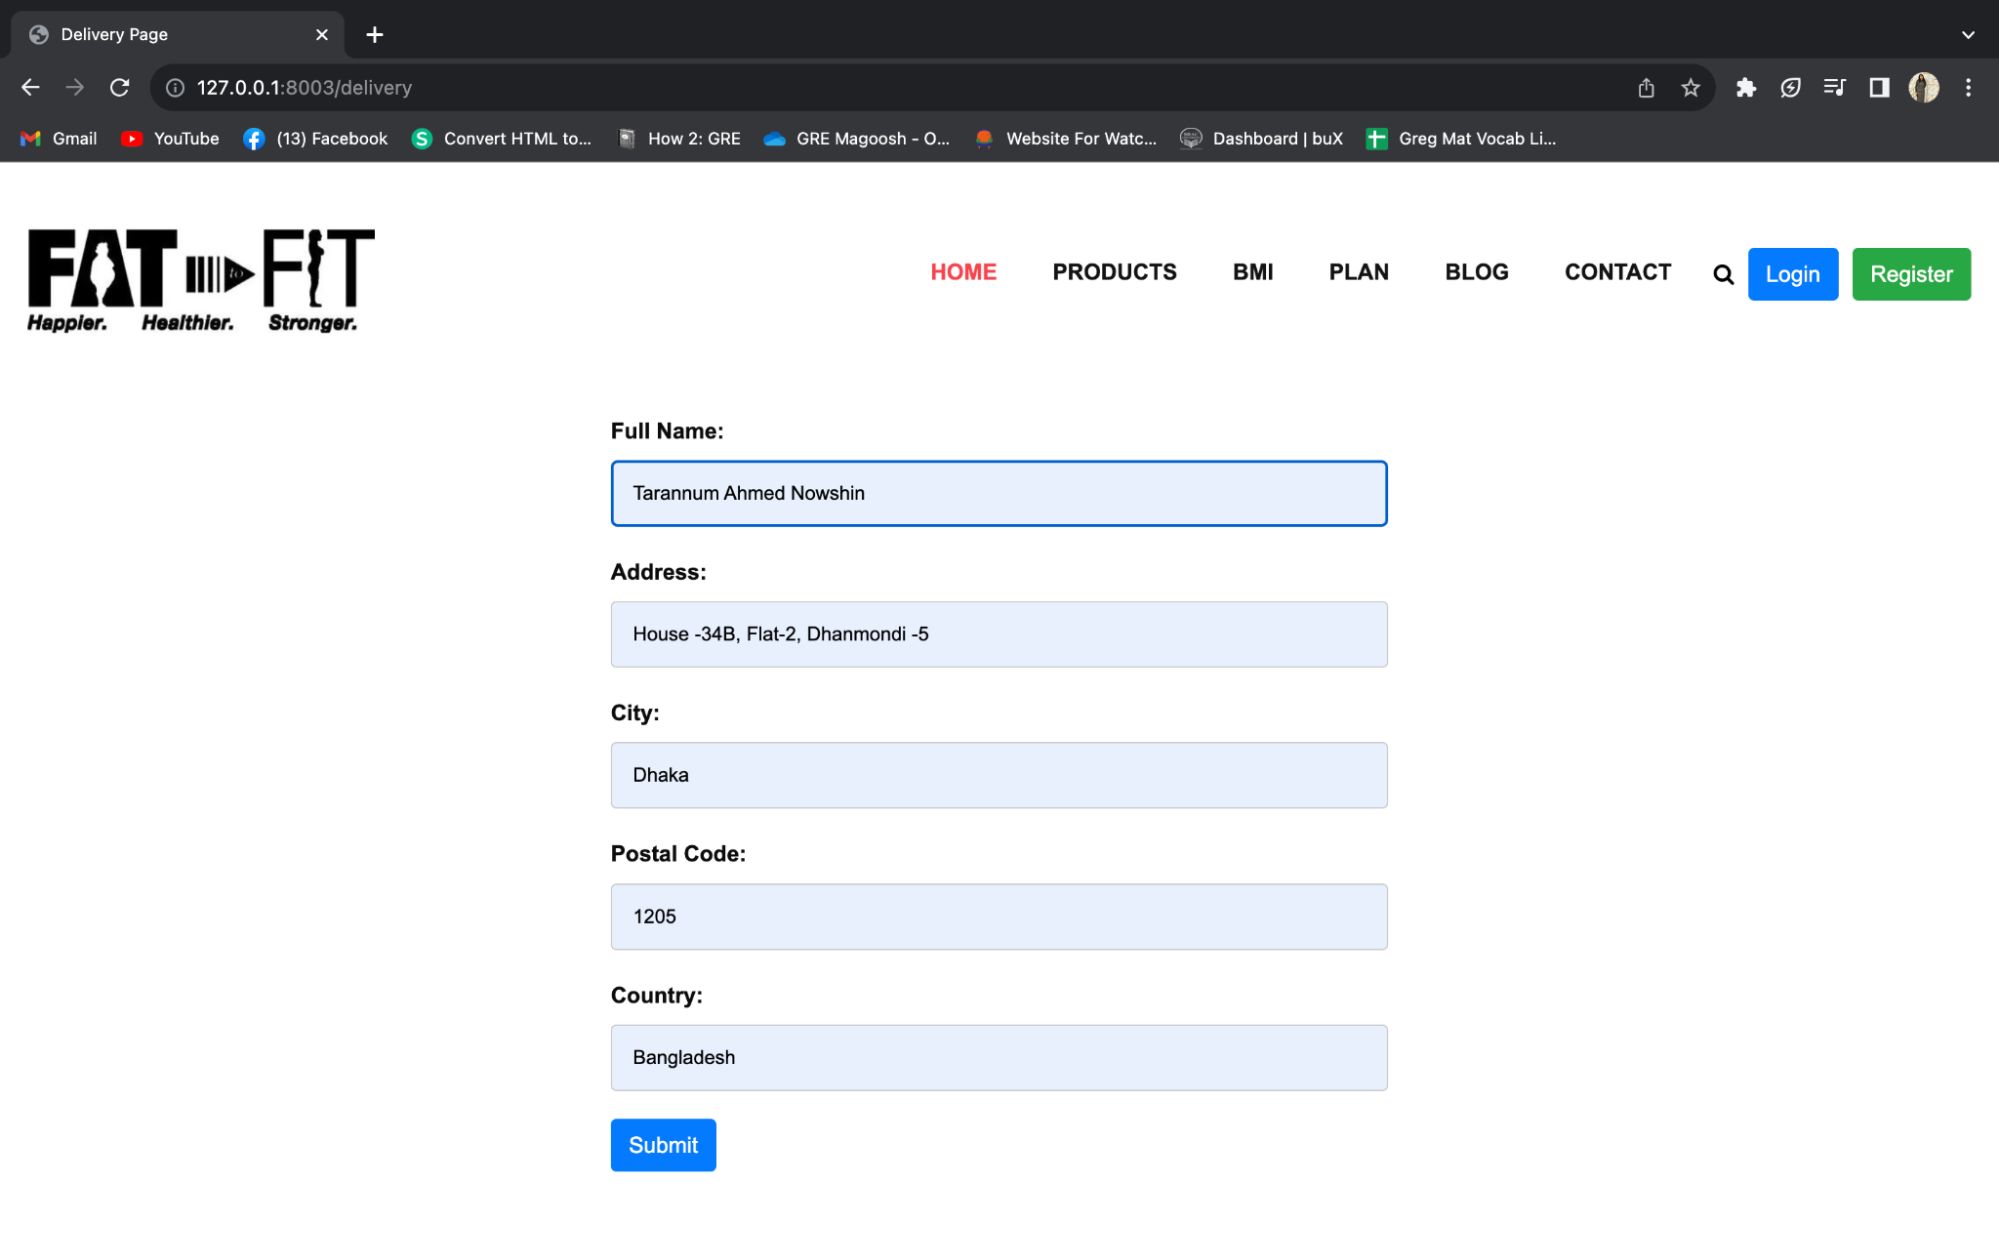 Delivery Page
127.0.0.1:8003/delivery
Gmail YouTube (13) Facebook Convert HTML to... How 2: GRE GRE Magoosh - O... Website For Watc... Dashboard | buX Greg Mat Vocab Li...
FAT to FIT
Happier. Healthier. Stronger.
HOME PRODUCTS BMI PLAN BLOG CONTACT Login Register
Full Name:
Tarannum Ahmed Nowshin
Address:
House -34B, Flat-2, Dhanmondi -5
City:
Dhaka
Postal Code:
1205
Country:
Bangladesh
Submit